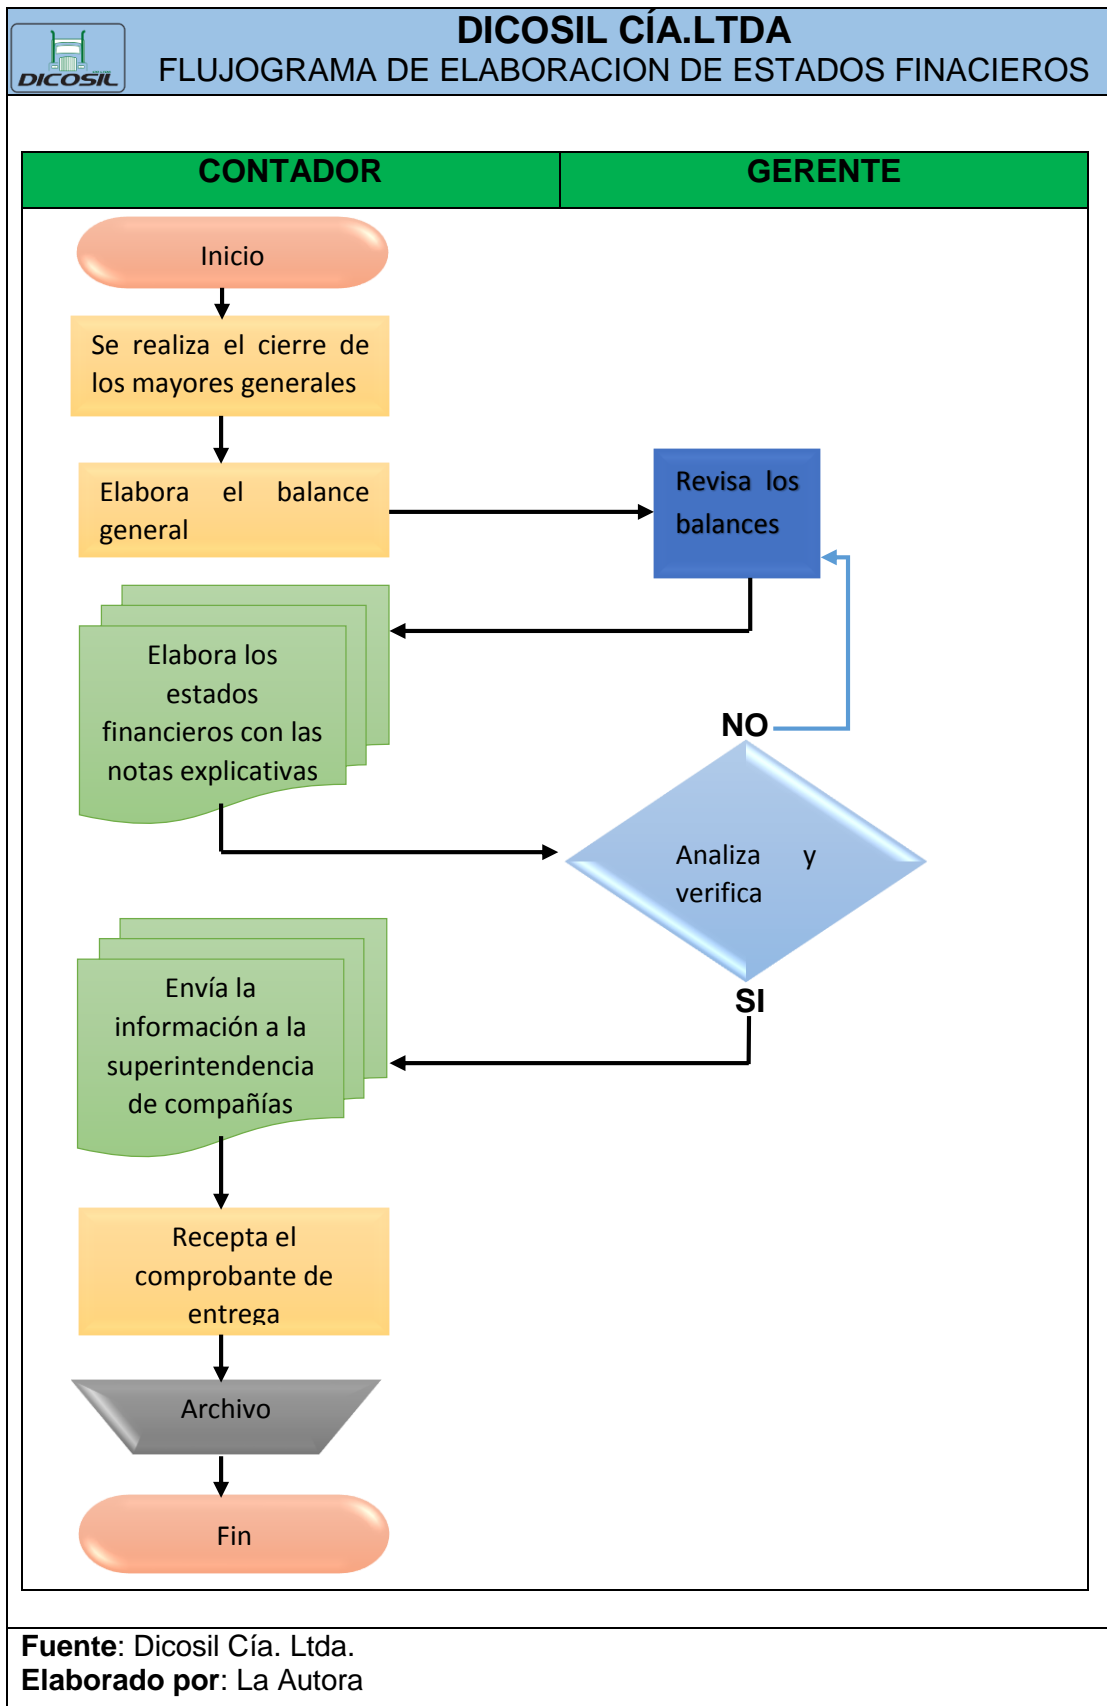 DICOSIL CÍA.LTDA
DICOSIL
FLUJOGRAMA DE ELABORACION DE ESTADOS FINACIEROS
CONTADOR
GERENTE
Inicio
Se realiza el cierre de
los mayores generales
Elabora el balance
general
Revisa los
balances
Elabora los
estados
financieros con las
notas explicativas
NO
Analiza y
verifica
SI
Envía la
información a la
superintendencia
de compañías
Recepta el
comprobante de
entrega
Archivo
Fin
Fuente: Dicosil Cía. Ltda.
Elaborado por: La Autora